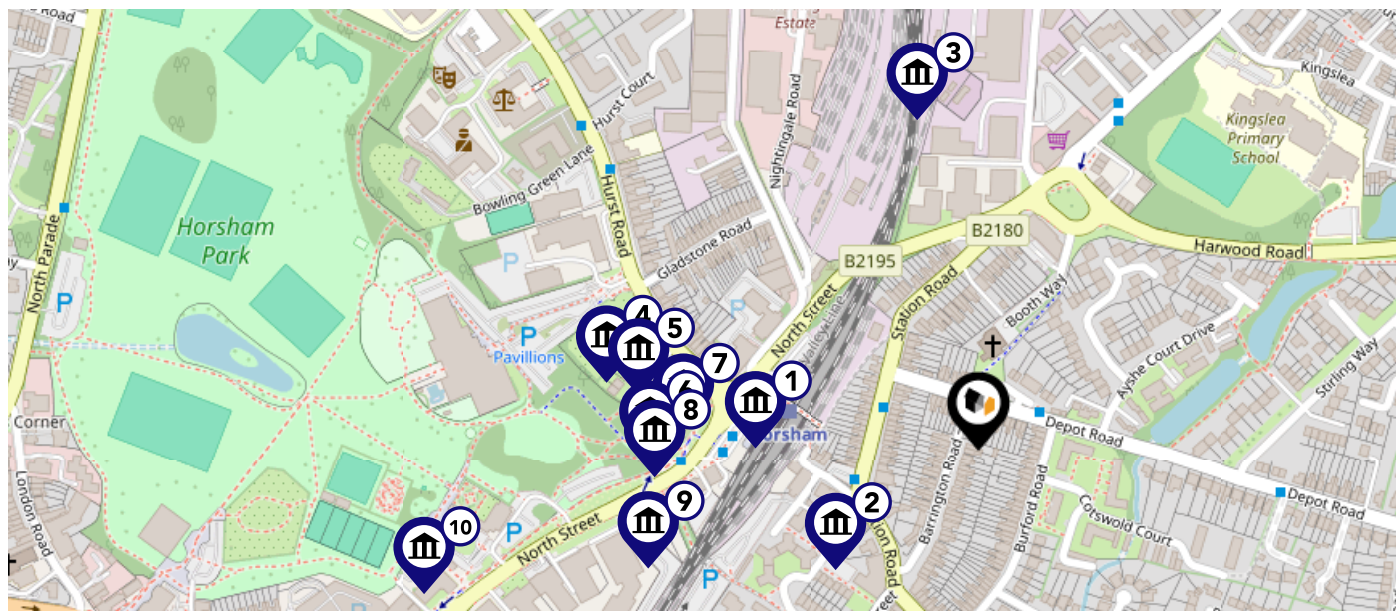 Estate
3
Kingslea
Kingslea
Primary
School
Hurst Court
Nightingale Road
Bowling Green Lane
Hurst Road
Horsham
Park
North Parade
P
P
Gladstone Road
B2180
B2195
Harwood Road
P
North Street
Station Road
Booth Way
4
5
P
Pavillions
Ayshe Court Drive
Stirling Way
7
6
1
8
Corner
Depot Road
London Road
Barrington Road
Burford Road
9
2
Depot Road
Cotswold Court
10
P
North Street
P
P